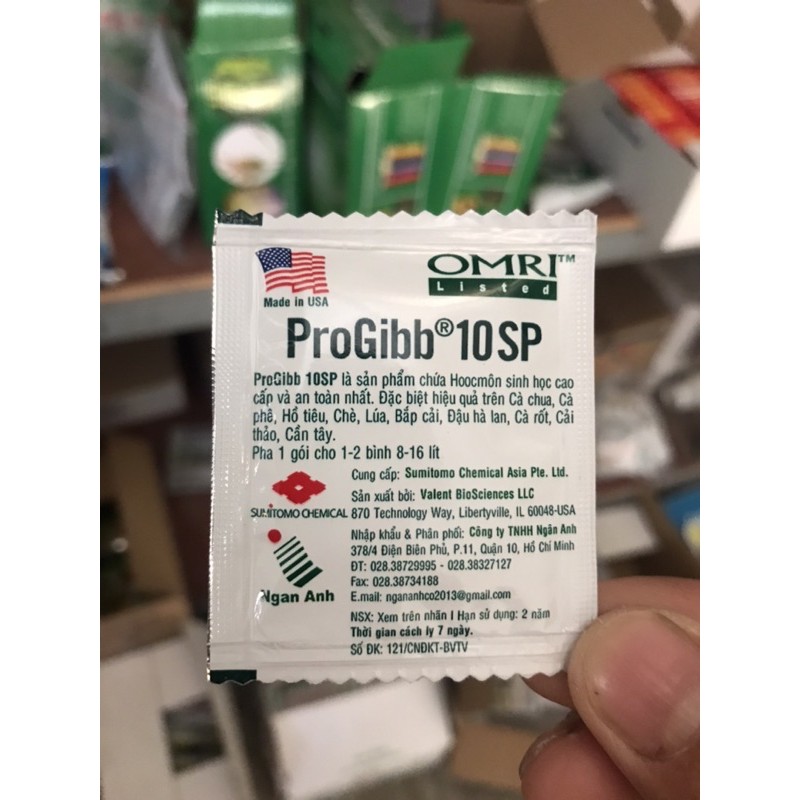 OMRI™
Listed
Made in USA
ProGibb® 10SP
ProGibb 10SP là sản phẩm chứa Hoocmôn sinh học cao
cấp và an toàn nhất. Đặc biệt hiệu quả trên Cà chua, Cà
phê, Hồ tiêu, Chè, Lúa, Bắp cải, Đậu hà lan, Cà rốt, Cải
thảo, Cần tây.
Pha 1 gói cho 1-2 bình 8-16 lít
SUMITOMO CHEMICAL
Cung cấp: Sumitomo Chemical Asia Pte. Ltd.
Sản xuất bởi: Valent BioSciences LLC
870 Technology Way, Libertyville, IL 60048-USA
Ngan Anh
Nhập khẩu & Phân phối: Công ty TNHH Ngân Anh
378/4 Điện Biên Phủ, P.11, Quận 10, Hồ Chí Minh
ĐT: 028.38729995 - 028.38327127
Fax: 028.38734188
E.mail: ngananhco2013@gmail.com
NSX: Xem trên nhãn I Hạn sử dụng: 2 năm
Thời gian cách ly 7 ngày.
Số ĐK: 121/CNĐKT-BVTV